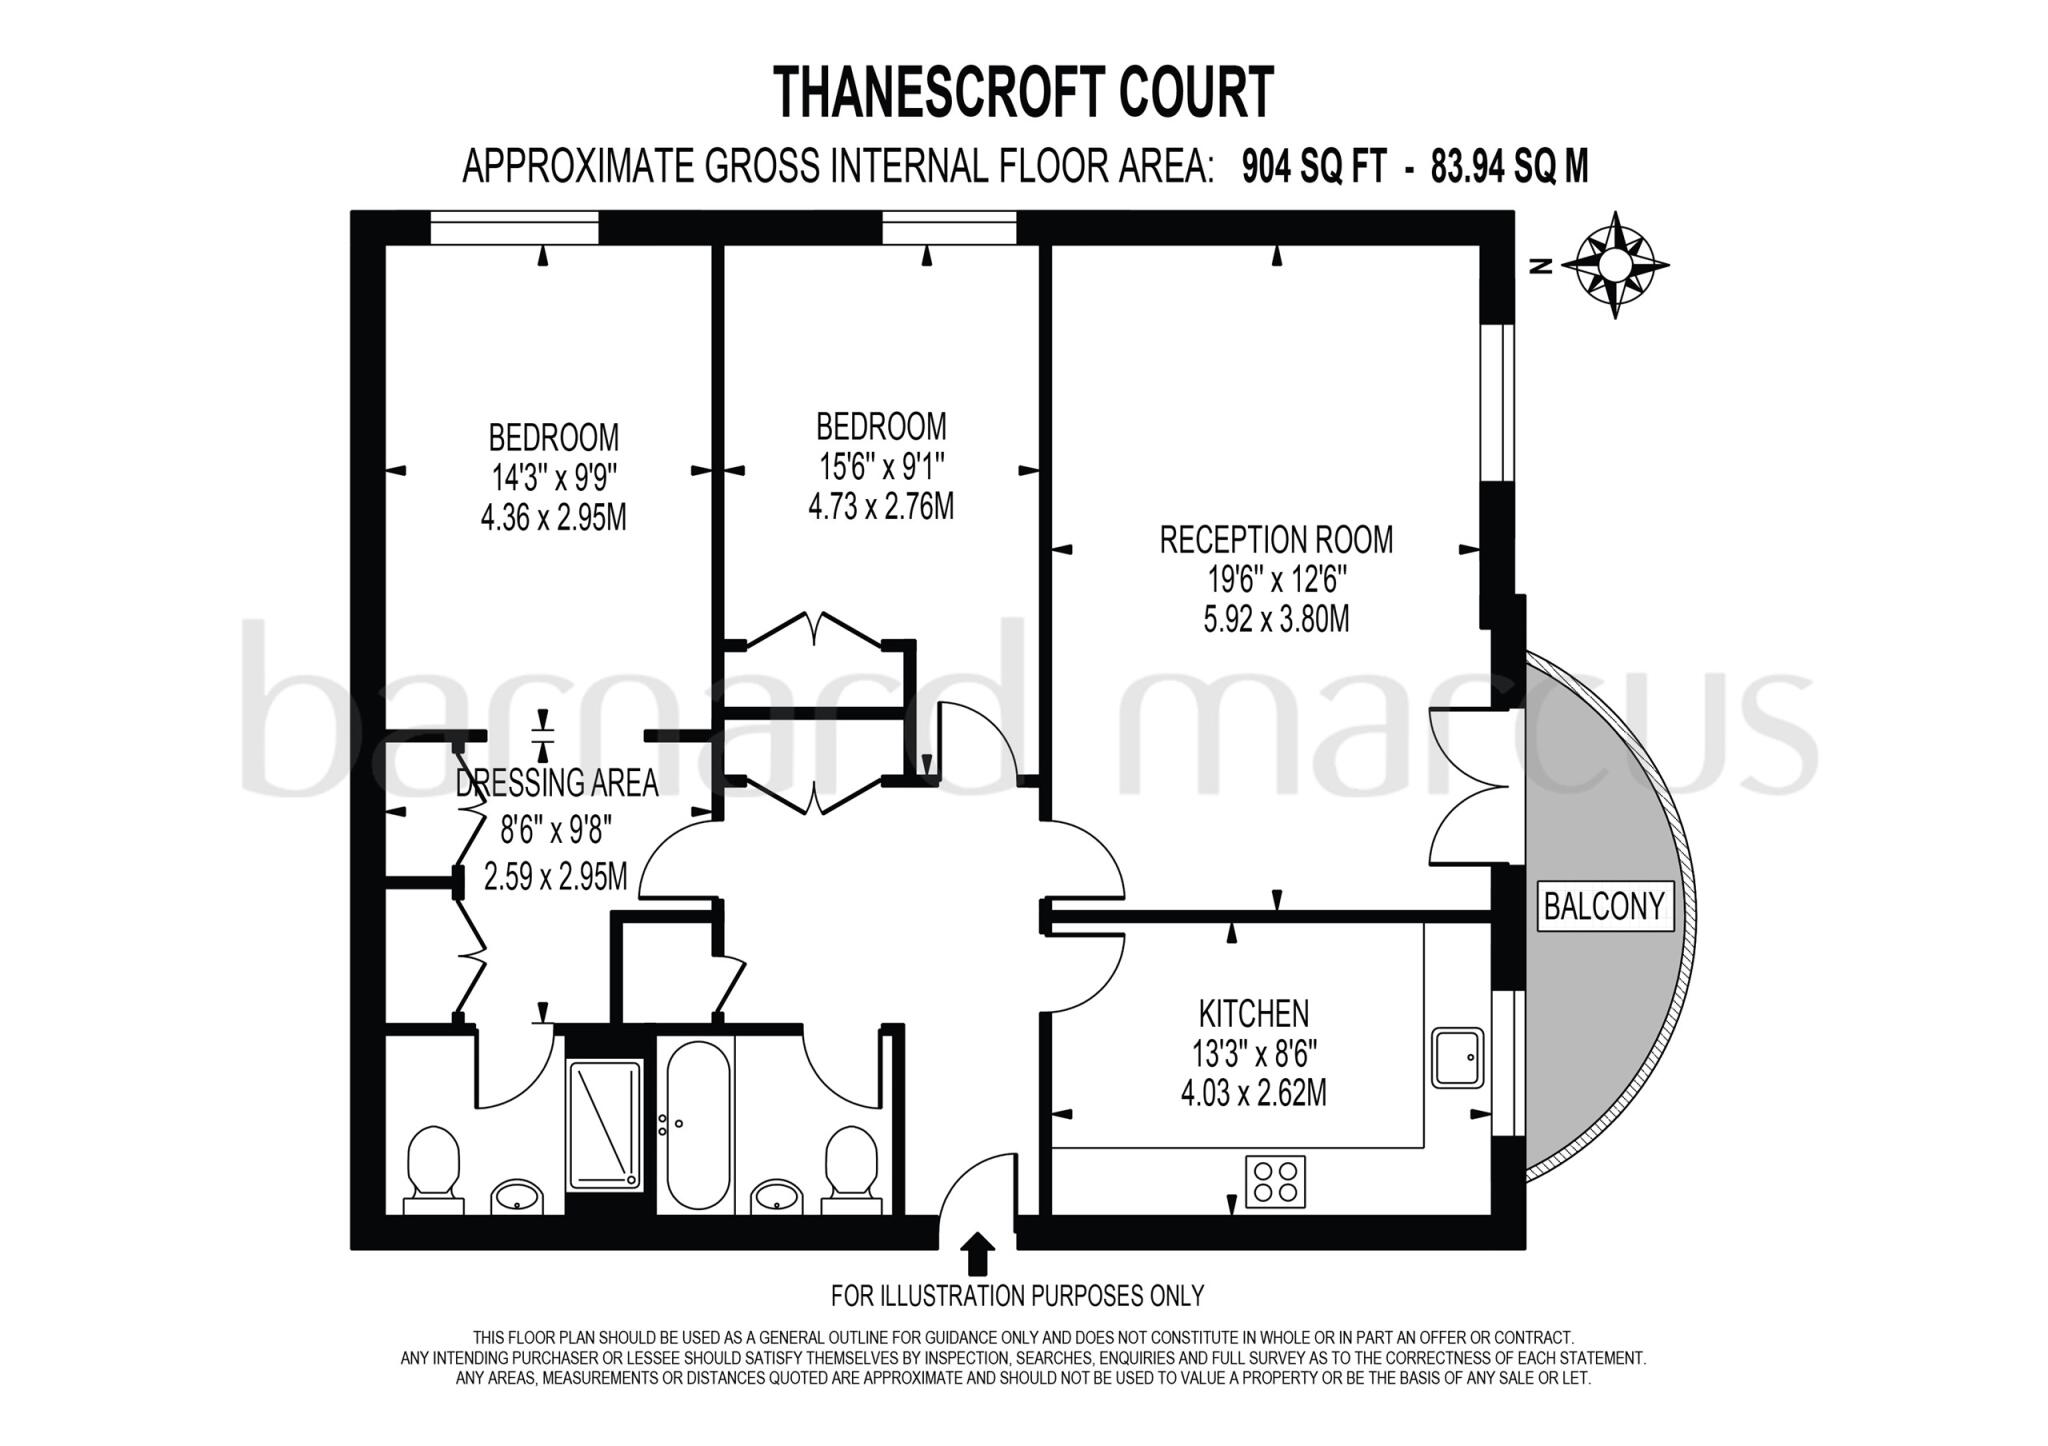 THANESCROFT COURT
APPROXIMATE GROSS INTERNAL FLOOR AREA: 904 SQ FT - 83.94 SQ M
N
BEDROOM
14'3" x 9'9"
4.36 x 2.95M
BEDROOM
15'6" x 9'1"
4.73 x 2.76M
RECEPTION ROOM
19'6" x 12'6"
5.92 x 3.80M
barnard marcus
DRESSING AREA
8'6" x 9'8"
2.59 x 2.95M
BALCONY
KITCHEN
13'3" x 8'6"
4.03 x 2.62M
FOR ILLUSTRATION PURPOSES ONLY
THIS FLOOR PLAN SHOULD BE USED AS A GENERAL OUTLINE FOR GUIDANCE ONLY AND DOES NOT CONSTITUTE IN WHOLE OR IN PART AN OFFER OR CONTRACT.
ANY INTENDING PURCHASER OR LESSEE SHOULD SATISFY THEMSELVES BY INSPECTION, SEARCHES, ENQUIRIES AND FULL SURVEY AS TO THE CORRECTNESS OF EACH STATEMENT.
ANY AREAS, MEASUREMENTS OR DISTANCES QUOTED ARE APPROXIMATE AND SHOULD NOT BE USED TO VALUE A PROPERTY OR BE THE BASIS OF ANY SALE OR LET.